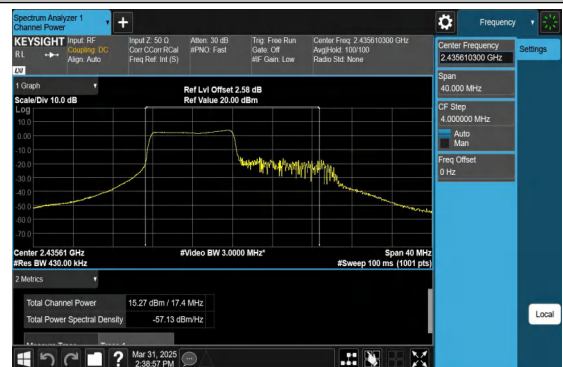 Spectrum Analyzer 1
Channel Power
Frequency
KEYSIGHT
Input: RF
Coupling: DC
Align: Auto
Input Z: 50 Ω
Corr CCorr RCal
Freq Ref: Int (S)
Atten: 30 dB
#PNO: Fast
Trig: Free Run
Gate: Off
#IF Gain: Low
Center Freq: 2.435610300 GHz
Avg|Hold: 100/100
Radio Std: None
R L
LXI
Center Frequency
2.435610300 GHz
Settings
Span
40.000 MHz
CF Step
4.000000 MHz
Auto
Man
Freq Offset
0 Hz
1 Graph
Scale/Div 10.0 dB
Ref Lvl Offset 2.58 dB
Ref Value 20.00 dBm
Log
10.0
0.00
-10.0
-20.0
-30.0
-40.0
-50.0
-60.0
-70.0
Center 2.43561 GHz
#Res BW 430.00 kHz
#Video BW 3.0000 MHz*
Span 40 MHz
#Sweep 100 ms (1001 pts)
2 Metrics
Total Channel Power 15.27 dBm / 17.4 MHz
Total Power Spectral Density -57.13 dBm/Hz
Local
?
Mar 31, 2025
2:38:57 PM